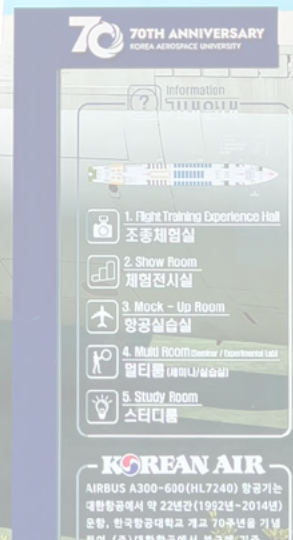 70 70TH ANNIVERSARY
KOREA AEROSPACE UNIVERSITY
? Information
1. Flight Training Experience Hall
조종체험실
2. Show Room
체험전시실
3. Mock - Up Room
항공실습실
4. Multi Room (Seminar / Experimental Lab)
멀티룸 (세미나/실습실)
5. Study Room
스터디룸
KOREAN AIR
AIRBUS A300-600(HL7240) 항공기는
대한항공에서 약 22년간(1992년~2014년)
운항, 한국항공대학교 개교 70주년을 기념